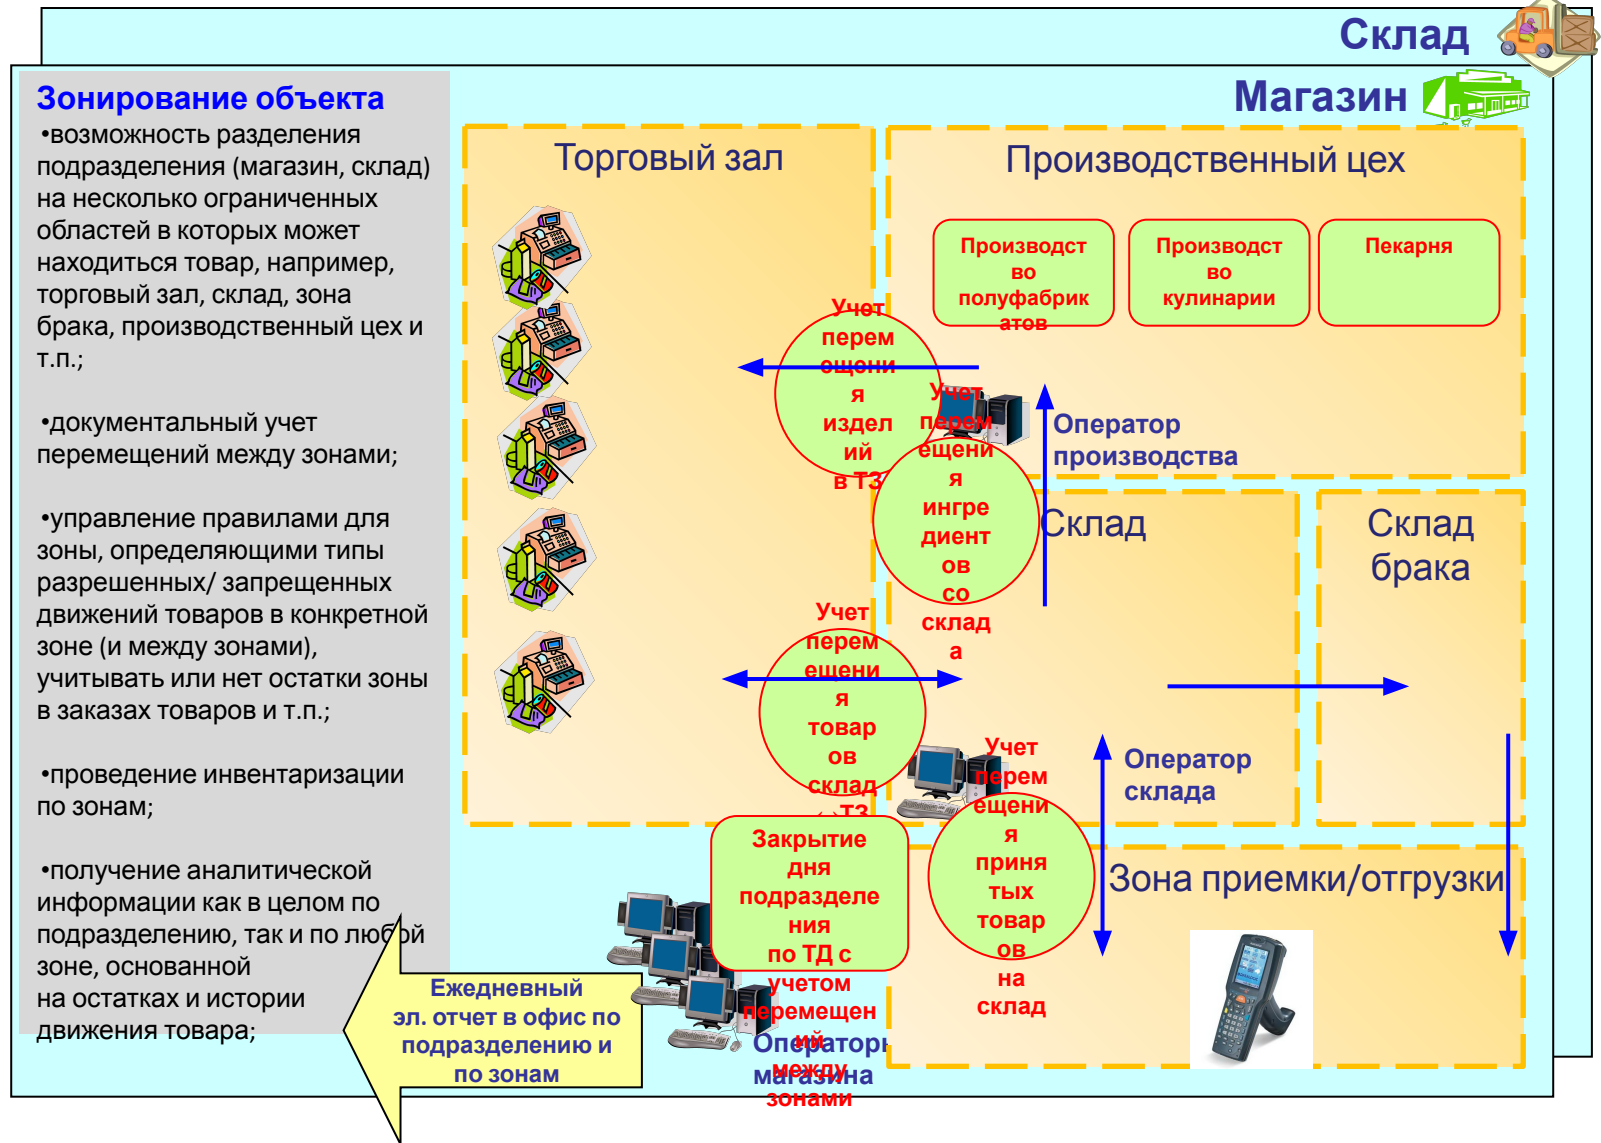 Склад
Магазин
Зонирование объекта
•возможность разделения
подразделения (магазин, склад)
на несколько ограниченных
областей в которых может
находиться товар, например,
торговый зал, склад, зона
брака, производственный цех и
т.п.;
•документальный учет
перемещений между зонами;
•управление правилами для
зоны, определяющими типы
разрешенных/ запрещенных
движений товаров в конкретной
зоне (и между зонами),
учитывать или нет остатки зоны
в заказах товаров и т.п.;
•проведение инвентаризации
по зонам;
•получение аналитической
информации как в целом по
подразделению, так и по любой
зоне, основанной
на остатках и истории
движения товара;
Торговый зал
Производственный цех
Производст
во
полуфабрик
атов
Производст
во
кулинарии
Пекарня
Учет
перем
ещени
я
издел
ий
в ТЗ
Учет
перем
ещени
я
ингре
диент
ов
со
склад
а
Оператор
производства
Склад
Склад
брака
Учет
перем
ещени
я
товар
ов
склад
↔ТЗ
Учет
перем
ещени
я
приня
тых
товар
ов
на
склад
Оператор
склада
Зона приемки/отгрузки
Закрытие
дня
подразделе
ния
по ТД с
учетом
перемещен
ий
между
зонами
Операторы
магазина
Ежедневный
эл. отчет в офис по
подразделению и
по зонам